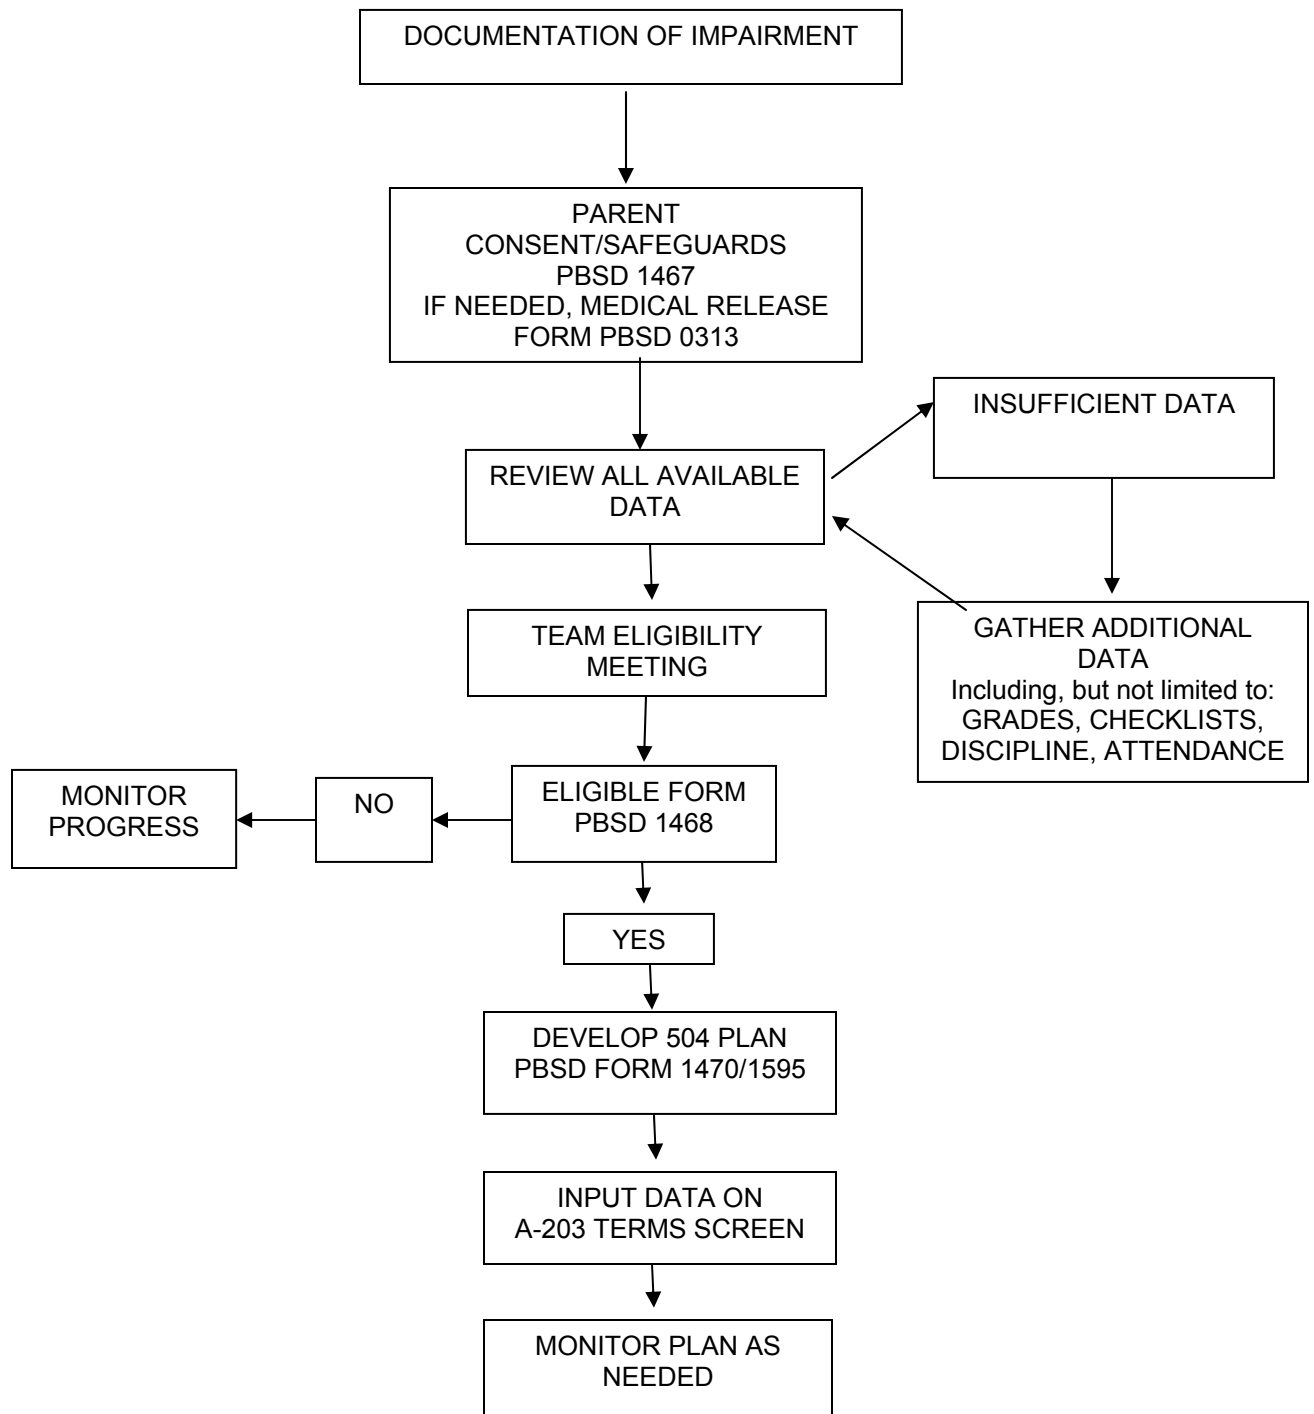 DOCUMENTATION OF IMPAIRMENT
PARENT
CONSENT/SAFEGUARDS
PBSD 1467
IF NEEDED, MEDICAL RELEASE
FORM PBSD 0313
REVIEW ALL AVAILABLE
DATA
INSUFFICIENT DATA
GATHER ADDITIONAL
DATA
Including, but not limited to:
GRADES, CHECKLISTS,
DISCIPLINE, ATTENDANCE
TEAM ELIGIBILITY
MEETING
ELIGIBLE FORM
PBSD 1468
NO
MONITOR
PROGRESS
YES
DEVELOP 504 PLAN
PBSD FORM 1470/1595
INPUT DATA ON
A-203 TERMS SCREEN
MONITOR PLAN AS
NEEDED